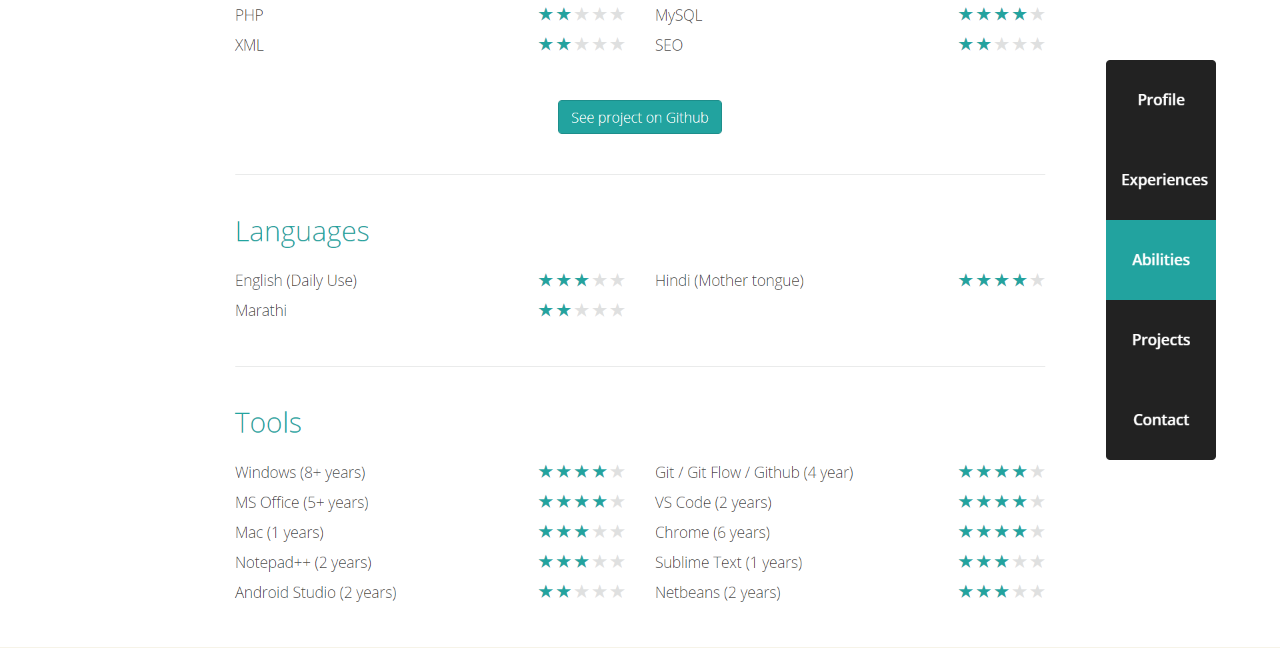 PHP
MySQL
XML
SEO
See project on Github
Languages
English (Daily Use)
Hindi (Mother tongue)
Marathi
Tools
Windows (8+ years)
Git / Git Flow / Github (4 year)
MS Office (5+ years)
VS Code (2 years)
Mac (1 years)
Chrome (6 years)
Notepad++ (2 years)
Sublime Text (1 years)
Android Studio (2 years)
Netbeans (2 years)
Profile
Experiences
Abilities
Projects
Contact